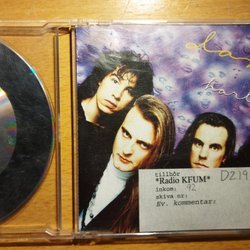 tillhör
*Radio KFUM* D219
inkom: 92
skiva nr:
Ev. kommentar: